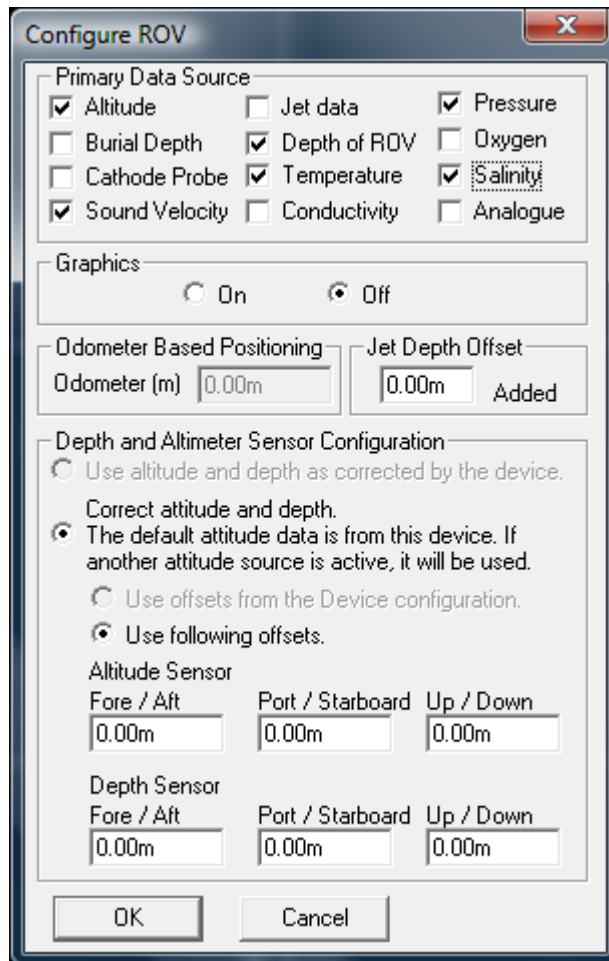 Configure ROV
Primary Data Source
Altitude Jet data Pressure
Burial Depth Depth of ROV Oxygen
Cathode Probe Temperature Salinity
Sound Velocity Conductivity Analogue
Graphics
On Off
Odometer Based Positioning Jet Depth Offset
Odometer (m) 0.00m 0.00m Added
Depth and Altimeter Sensor Configuration
Use altitude and depth as corrected by the device.
Correct attitude and depth.
The default attitude data is from this device. If
another attitude source is active, it will be used.
Use offsets from the Device configuration.
Use following offsets.
Altitude Sensor
Fore / Aft Port / Starboard Up / Down
0.00m 0.00m 0.00m
Depth Sensor
Fore / Aft Port / Starboard Up / Down
0.00m 0.00m 0.00m
OK Cancel